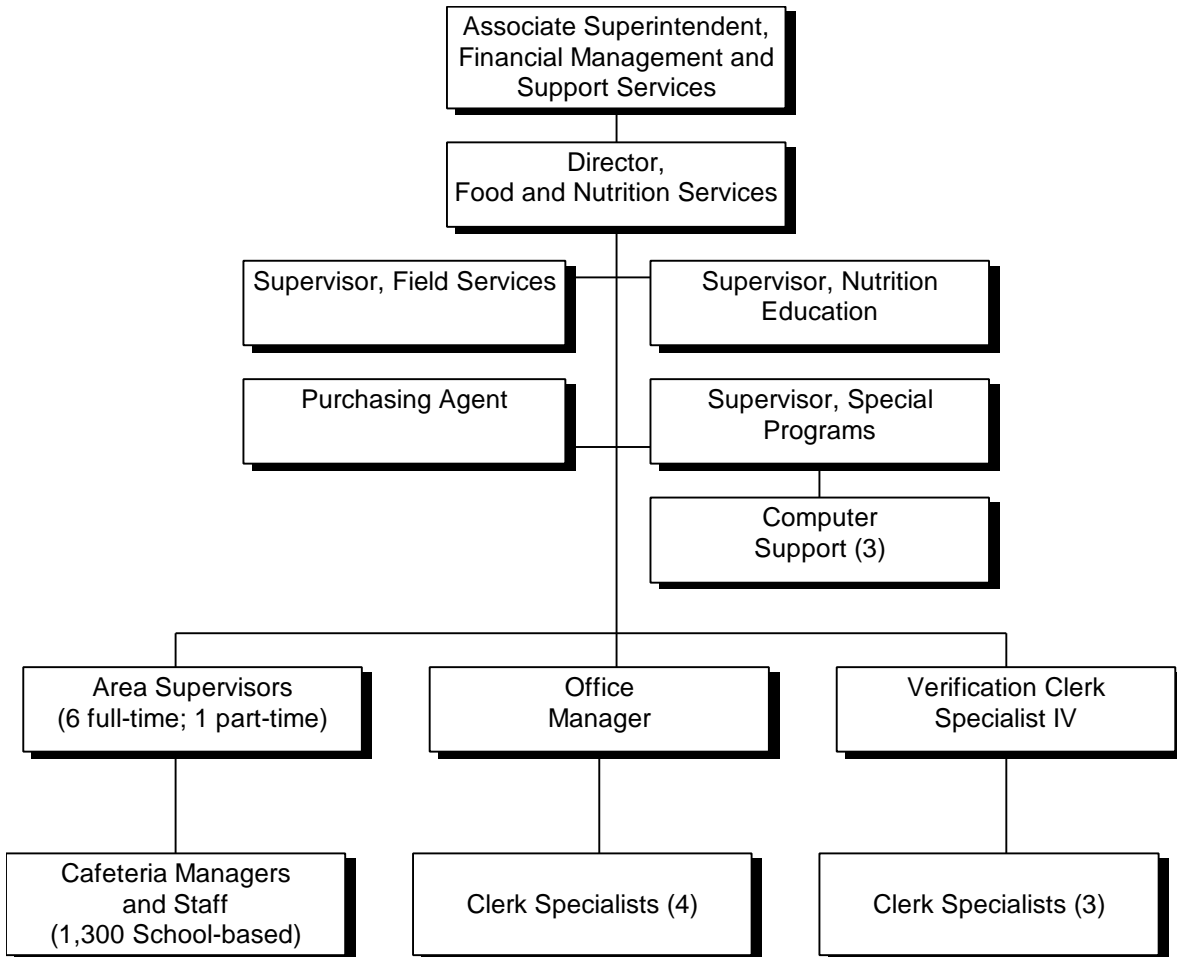 Associate Superintendent,
Financial Management and
Support Services
Director,
Food and Nutrition Services
Supervisor, Field Services
Supervisor, Nutrition
Education
Purchasing Agent
Supervisor, Special
Programs
Computer
Support (3)
Area Supervisors
(6 full-time; 1 part-time)
Office
Manager
Verification Clerk
Specialist IV
Cafeteria Managers
and Staff
(1,300 School-based)
Clerk Specialists (4)
Clerk Specialists (3)